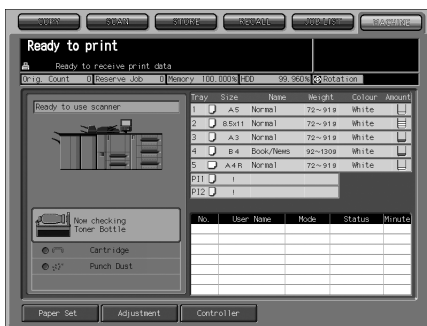 COPY SCAN STORE RECALL JOB LIST MACHINE
Ready to print
Ready to receive print data
Orig. Count 0 Reserve Job 0 Memory 100.000% HDD 99.960% Rotation
Tray Size Name Weight Colour Amount
Ready to use scanner
1 A5 Normal 72~91g White
2 8.5x11 Normal 72~91g White
3 A3 Normal 72~91g White
4 B4 Book/News 92~130g White
5 A4R Normal 72~91g White
PI1 !
PI2 !
Now checking
Toner Bottle
Cartridge
Punch Dust
No. User Name Mode Status Minute
Paper Set Adjustment Controller